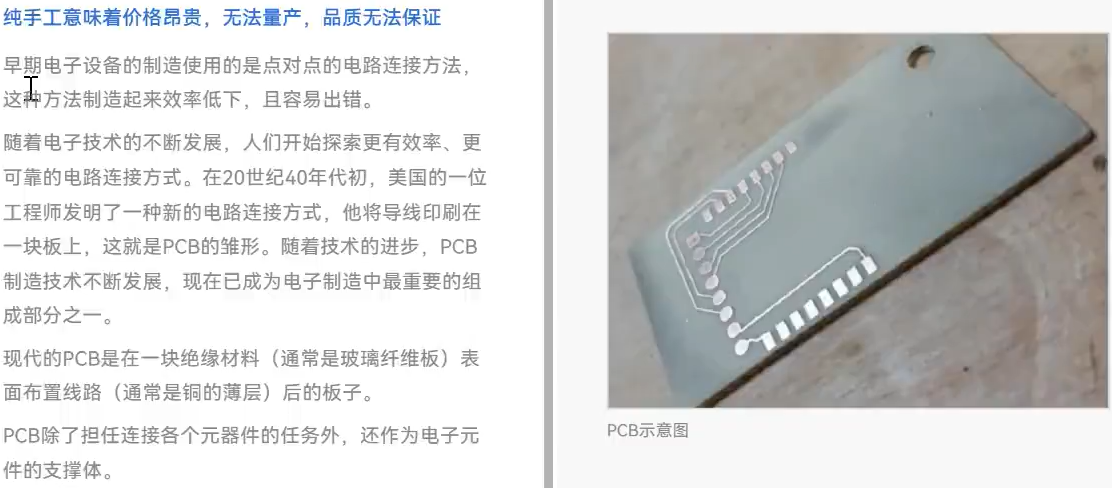 纯手工意味着价格昂贵，无法量产，品质无法保证
早期电子设备的制造使用的是点对点的电路连接方法，
这种方法制造起来效率低下，且容易出错。
随着电子技术的不断发展，人们开始探索更有效率、更
可靠的电路连接方式。在20世纪40年代初，美国的一位
工程师发明了一种新的电路连接方式，他将导线印刷在
一块板上，这就是PCB的雏形。随着技术的进步，PCB
制造技术不断发展，现在已成为电子制造中最重要的组
成部分之一。
现代的PCB是在一块绝缘材料（通常是玻璃纤维板）表
面布置线路（通常是铜的薄层）后的板子。
PCB除了担任连接各个元器件的任务外，还作为电子元
件的支撑体。
PCB示意图